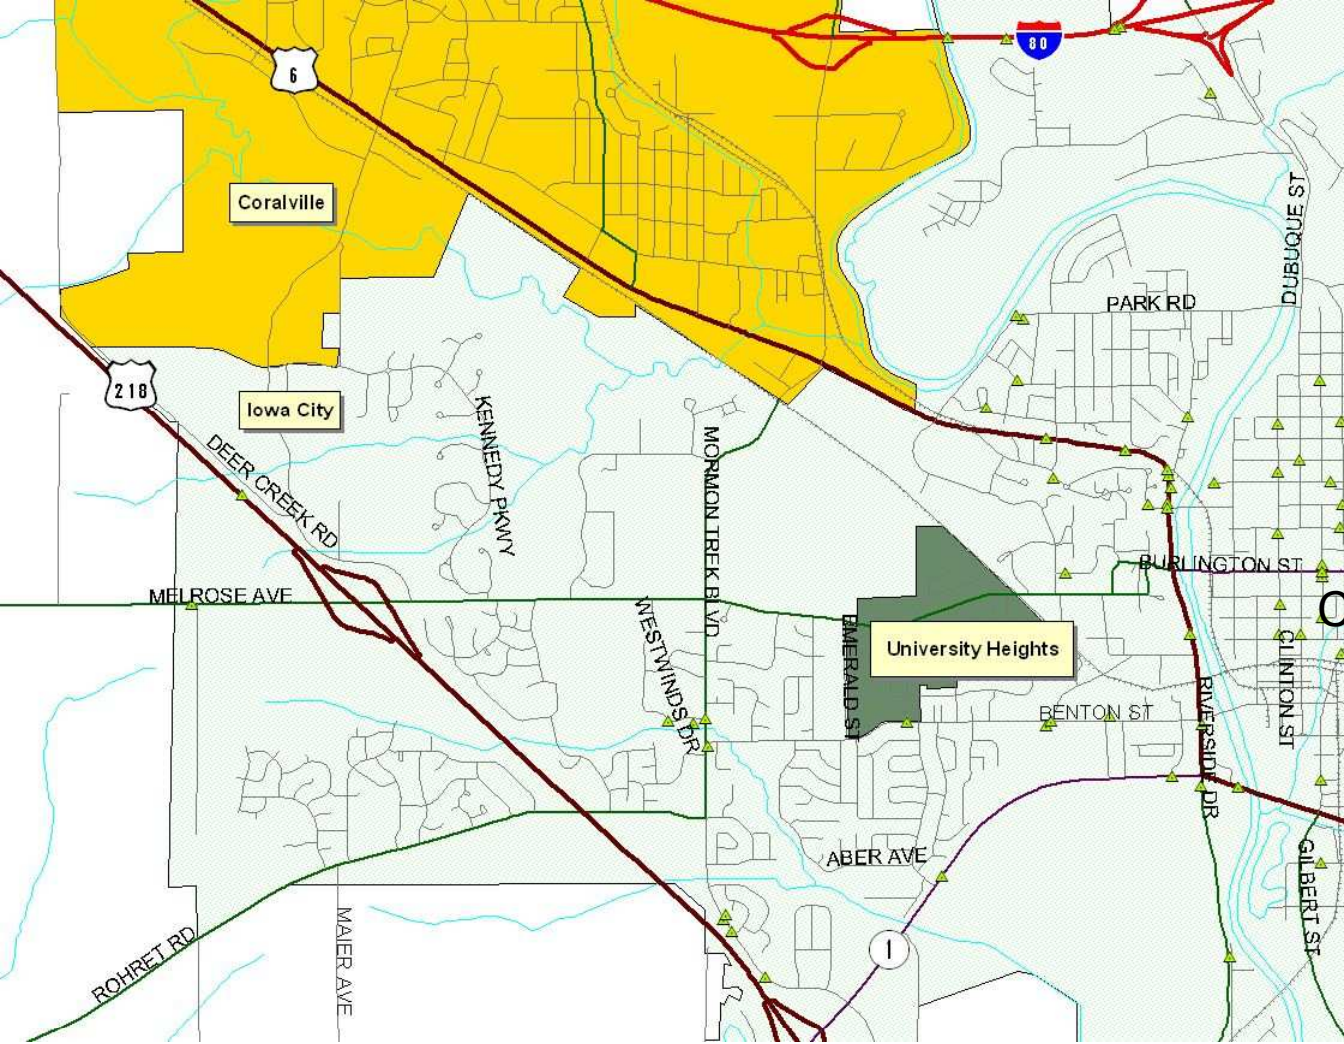 80
6
Coralville
DUBUQUE ST
PARK RD
218
Iowa City
KENNEDY PKWY
DEER CREEK RD
MORMON TREK BLVD
BURLINGTON ST
MELROSE AVE
WESTWINDS DR
EMERALD ST
University Heights
CLINTON ST
BENTON ST
RIVERSIDE DR
ABER AVE
GILBERT ST
MAIER AVE
ROHRET RD
1